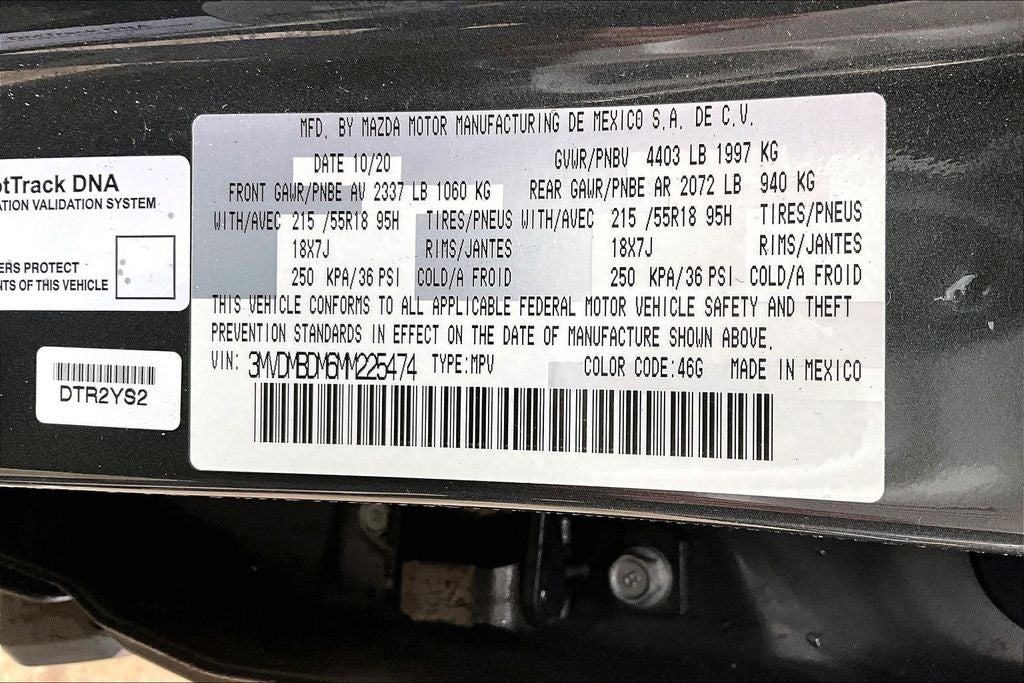 MFD. BY MAZDA MOTOR MANUFACTURING DE MEXICO S.A. DE C.V.
DATE 10/20 GVWR/PNBV 4403 LB 1997 KG
FRONT GAWR/PNBE AV 2337 LB 1060 KG REAR GAWR/PNBE AR 2072 LB 940 KG
WITH/AVEC 215 /55R18 95H TIRES/PNEUS WITH/AVEC 215 /55R18 95H TIRES/PNEUS
18X7J RIMS/JANTES 18X7J RIMS/JANTES
250 KPA/36 PSI COLD/A FROID 250 KPA/36 PSI COLD/A FROID
THIS VEHICLE CONFORMS TO ALL APPLICABLE FEDERAL MOTOR VEHICLE SAFETY AND THEFT
PREVENTION STANDARDS IN EFFECT ON THE DATE OF MANUFACTURE SHOWN ABOVE.
VIN: 3MVDMBDM6MM225474 TYPE:MPV COLOR CODE:46G MADE IN MEXICO
otTrack DNA
ATION VALIDATION SYSTEM
ERS PROTECT
NTS OF THIS VEHICLE
DTR2YS2